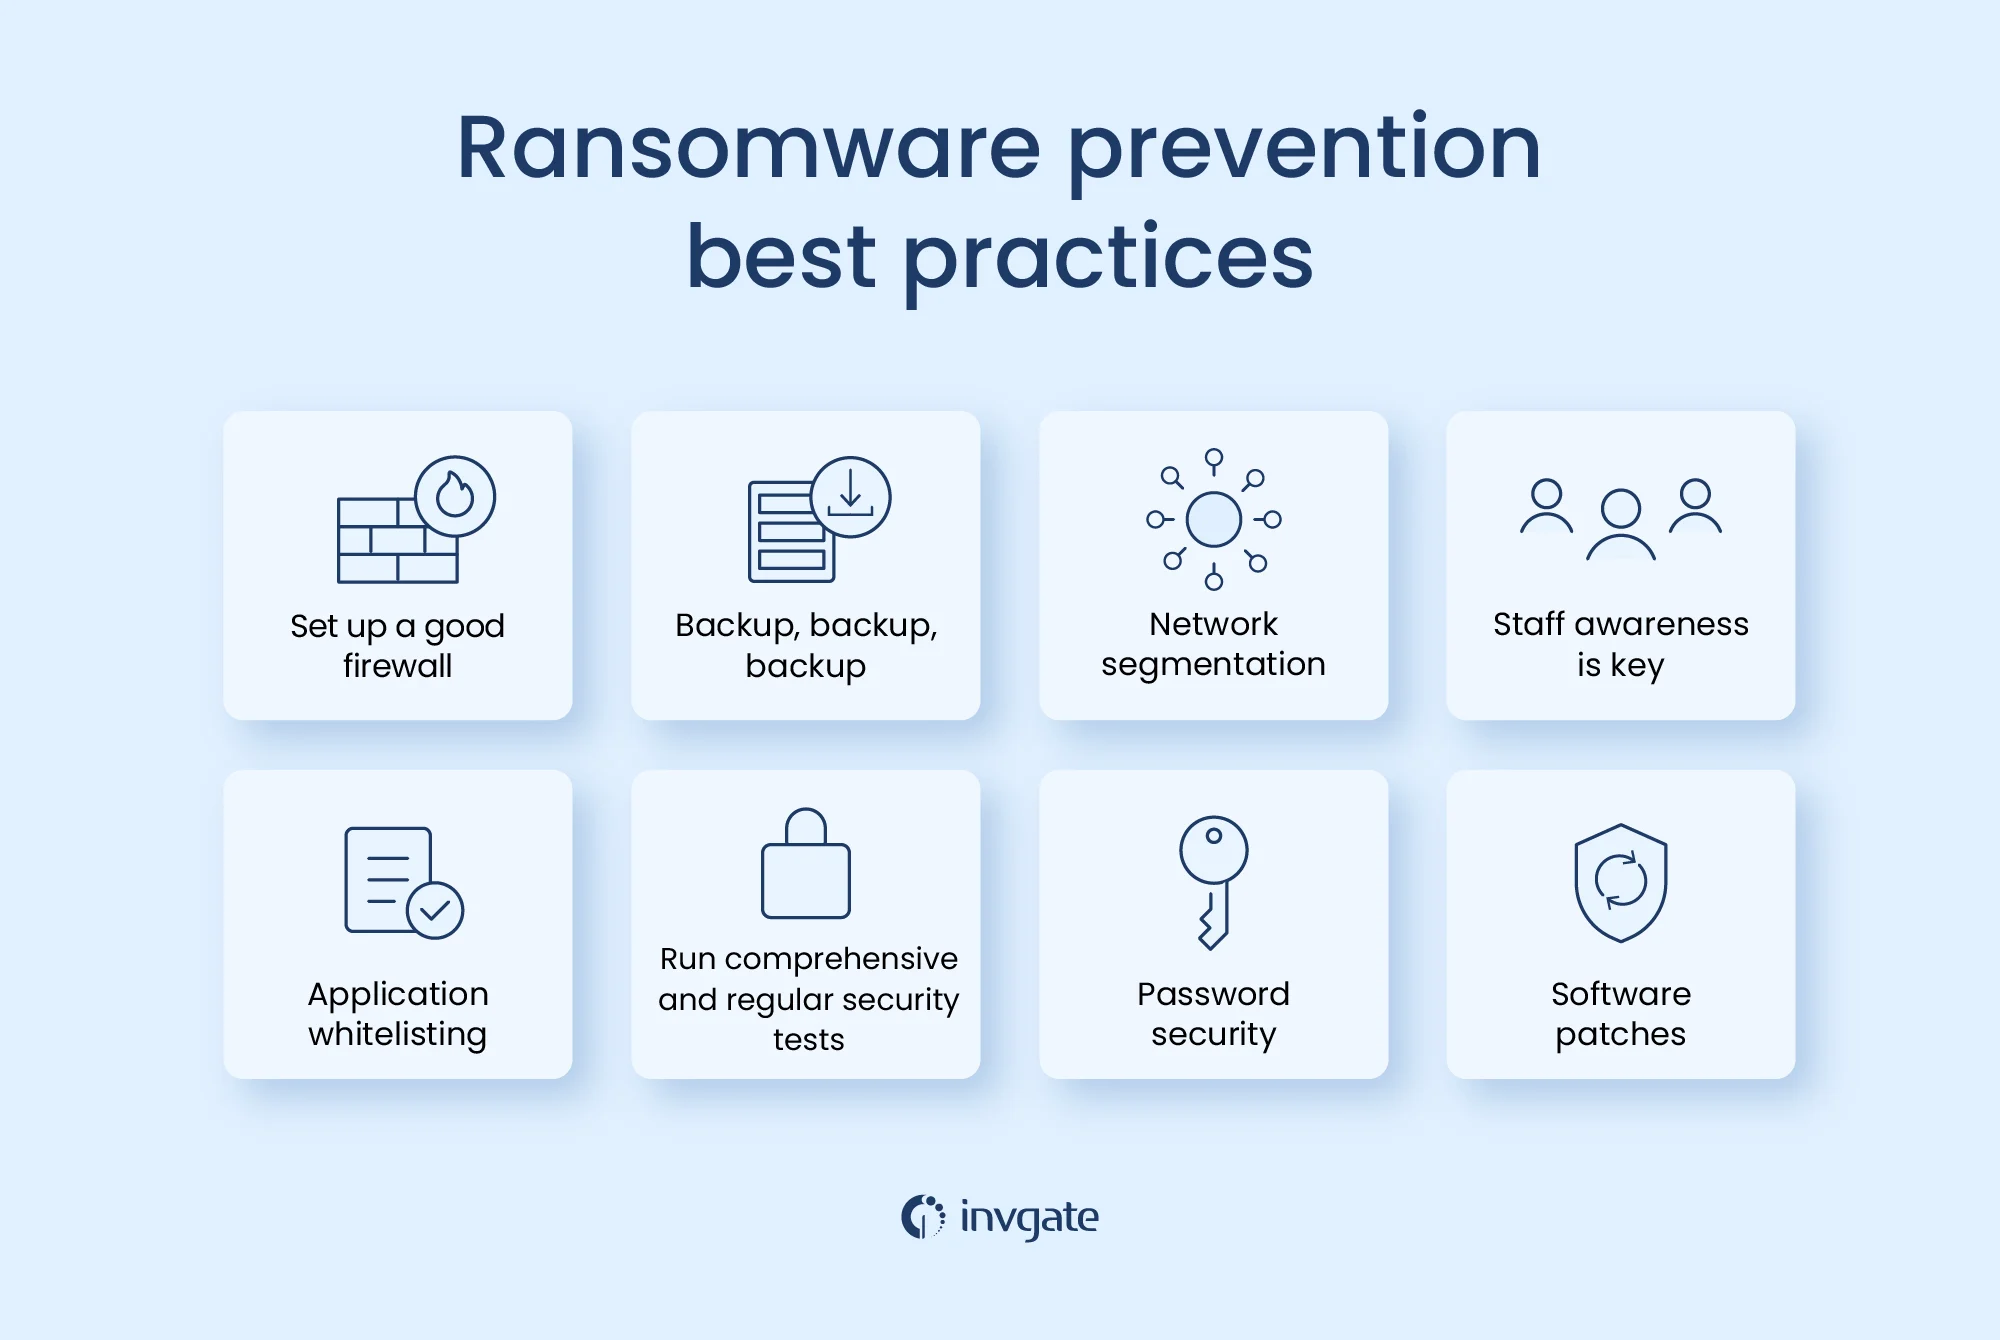 Ransomware prevention
best practices
Set up a good
firewall
Backup, backup,
backup
Network
segmentation
Staff awareness
is key
Application
whitelisting
Run comprehensive
and regular security
tests
Password
security
Software
patches
invgate